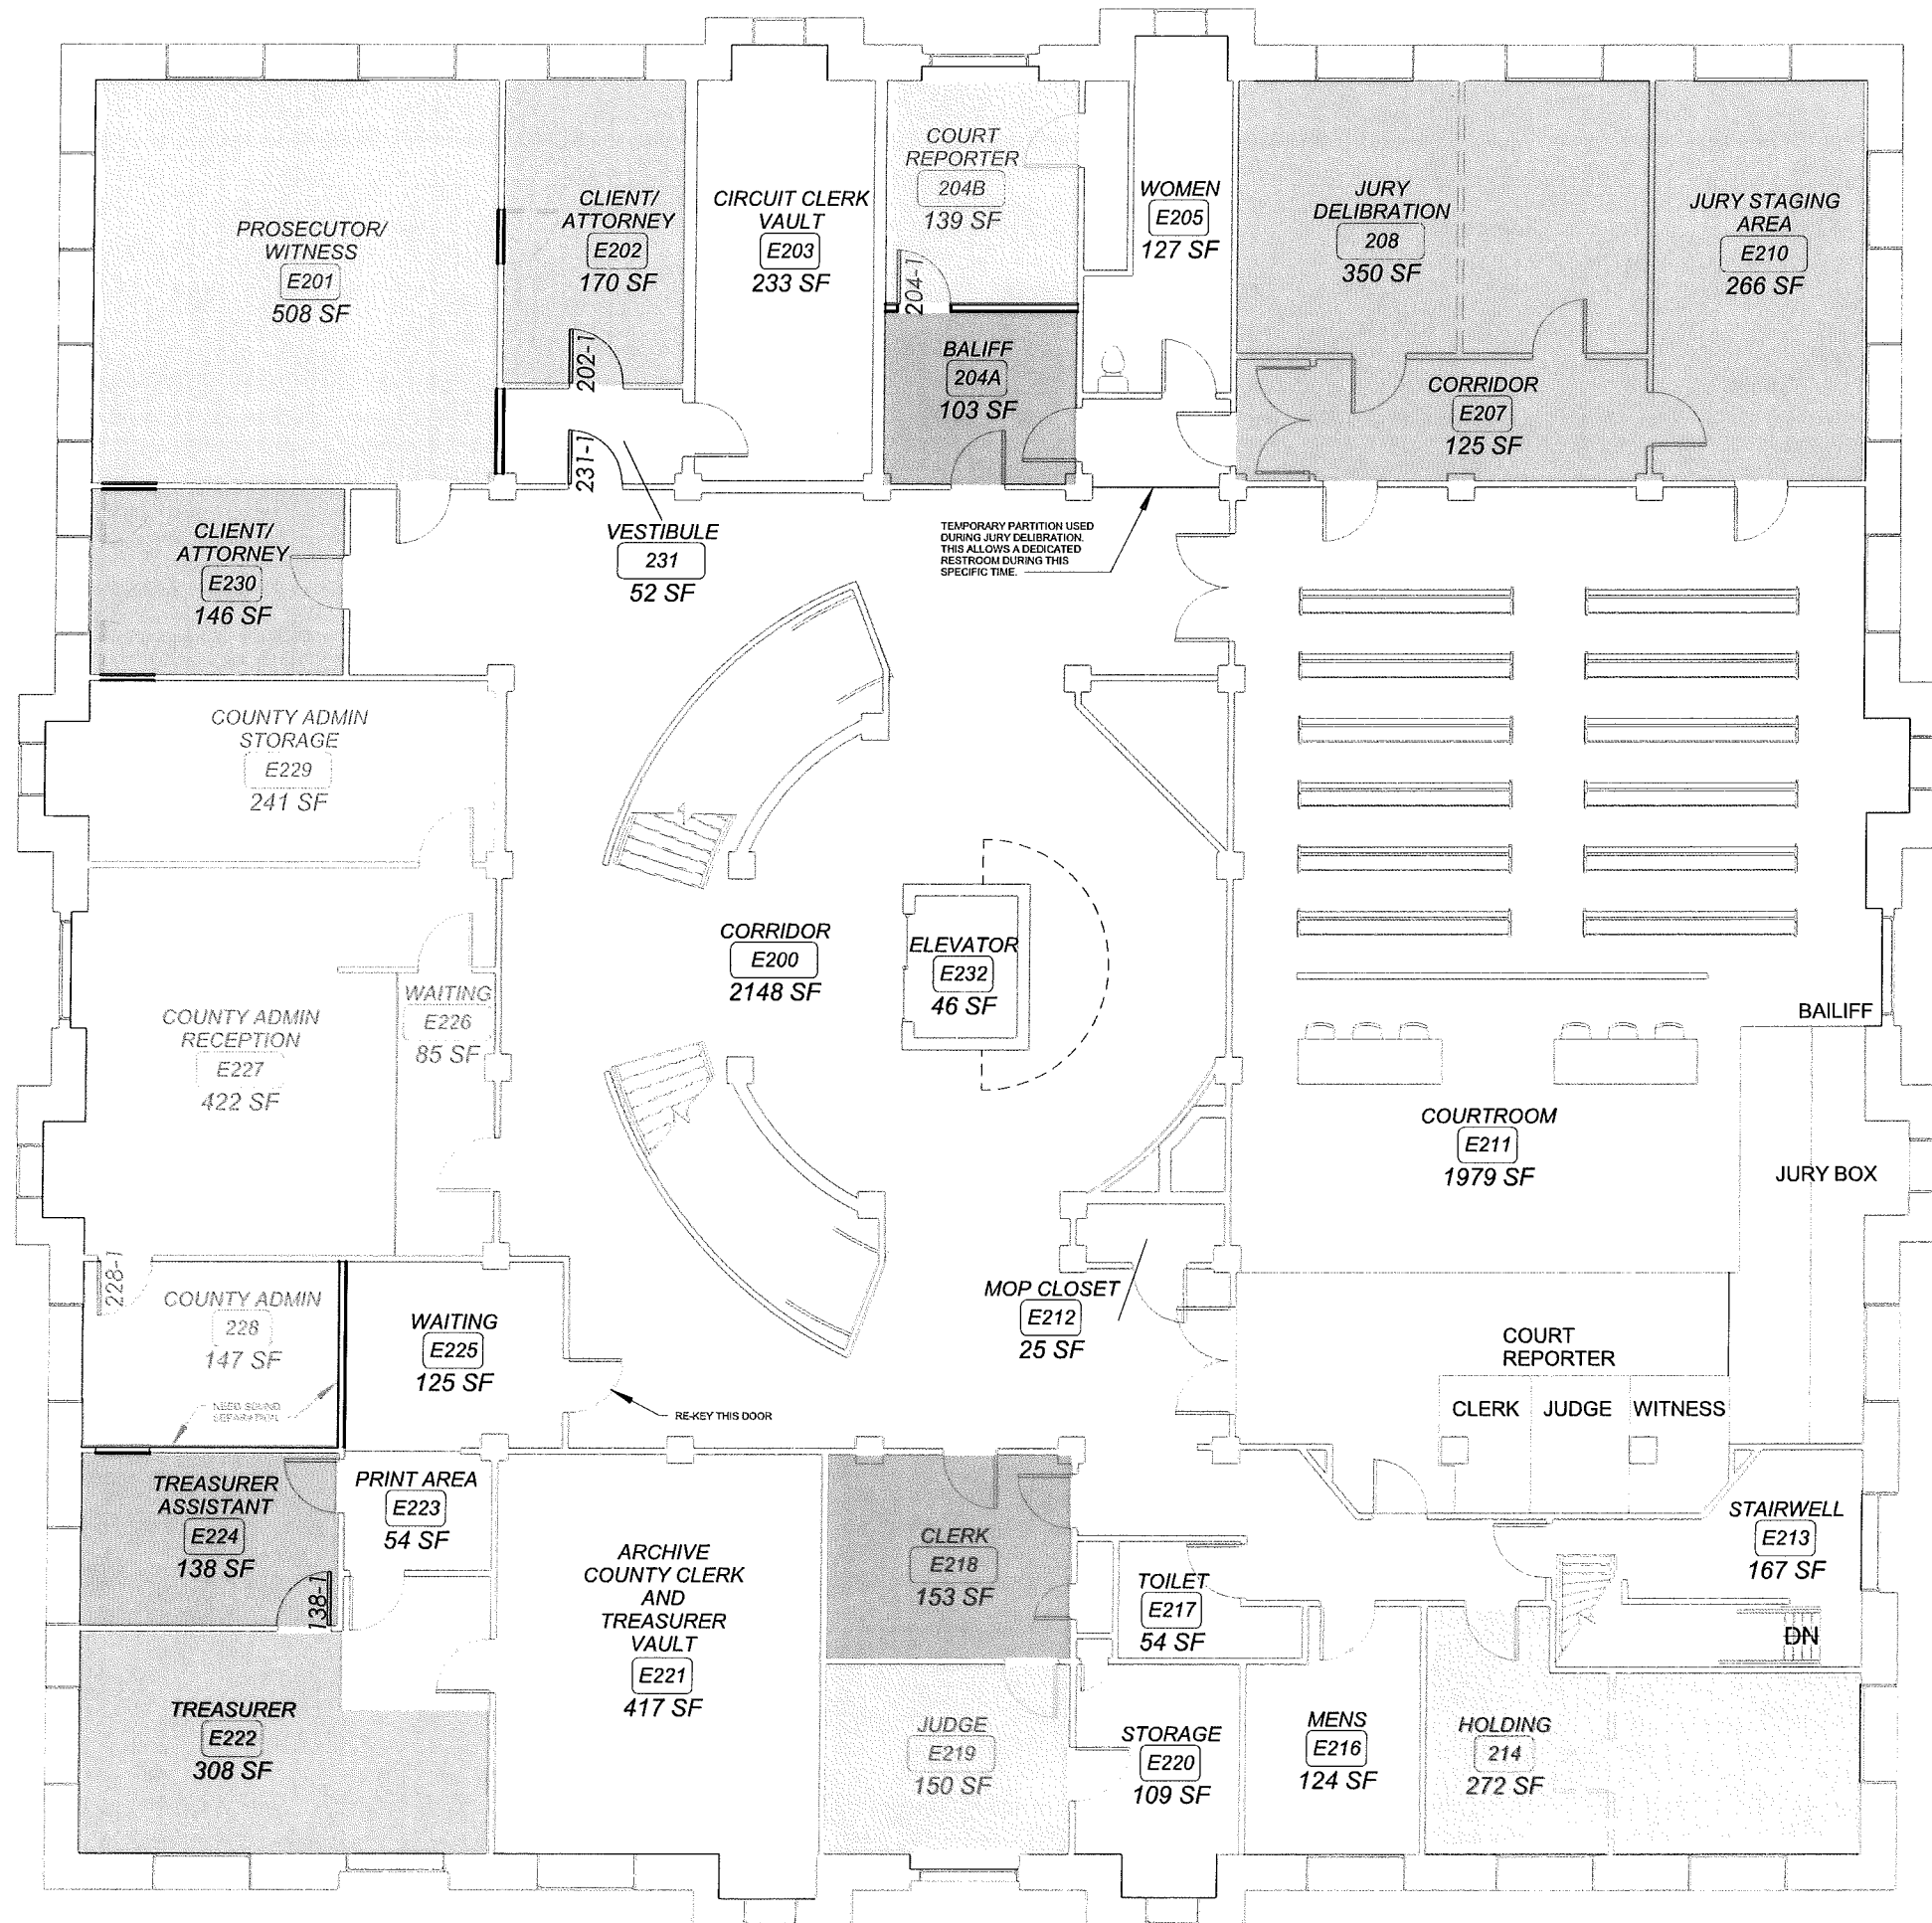 PROSECUTOR/
WITNESS
E201
508 SF
CLIENT/
ATTORNEY
E202
170 SF
202-1
CIRCUIT CLERK
VAULT
E203
233 SF
COURT
REPORTER
204B
139 SF
204-1
BALIFF
204A
103 SF
WOMEN
E205
127 SF
JURY
DELIBRATION
208
350 SF
CORRIDOR
E207
125 SF
JURY STAGING
AREA
E210
266 SF
231-1
VESTIBULE
231
52 SF
CLIENT/
ATTORNEY
E230
146 SF
TEMPORARY PARTITION USED
DURING JURY DELIBRATION.
THIS ALLOWS A DEDICATED
RESTROOM DURING THIS
SPECIFIC TIME.
COUNTY ADMIN
STORAGE
E229
241 SF
CORRIDOR
E200
2148 SF
ELEVATOR
E232
46 SF
WAITING
E226
85 SF
COUNTY ADMIN
RECEPTION
E227
422 SF
BAILIFF
COURTROOM
E211
1979 SF
JURY BOX
228-1
COUNTY ADMIN
228
147 SF
NEED SOUND
SEPARATION
WAITING
E225
125 SF
RE-KEY THIS DOOR
MOP CLOSET
E212
25 SF
COURT
REPORTER
CLERK
JUDGE
WITNESS
TREASURER
ASSISTANT
E224
138 SF
138-1
PRINT AREA
E223
54 SF
ARCHIVE
COUNTY CLERK
AND
TREASURER
VAULT
E221
417 SF
CLERK
E218
153 SF
TOILET
E217
54 SF
STAIRWELL
E213
167 SF
DN
TREASURER
E222
308 SF
JUDGE
E219
150 SF
STORAGE
E220
109 SF
MENS
E216
124 SF
HOLDING
214
272 SF